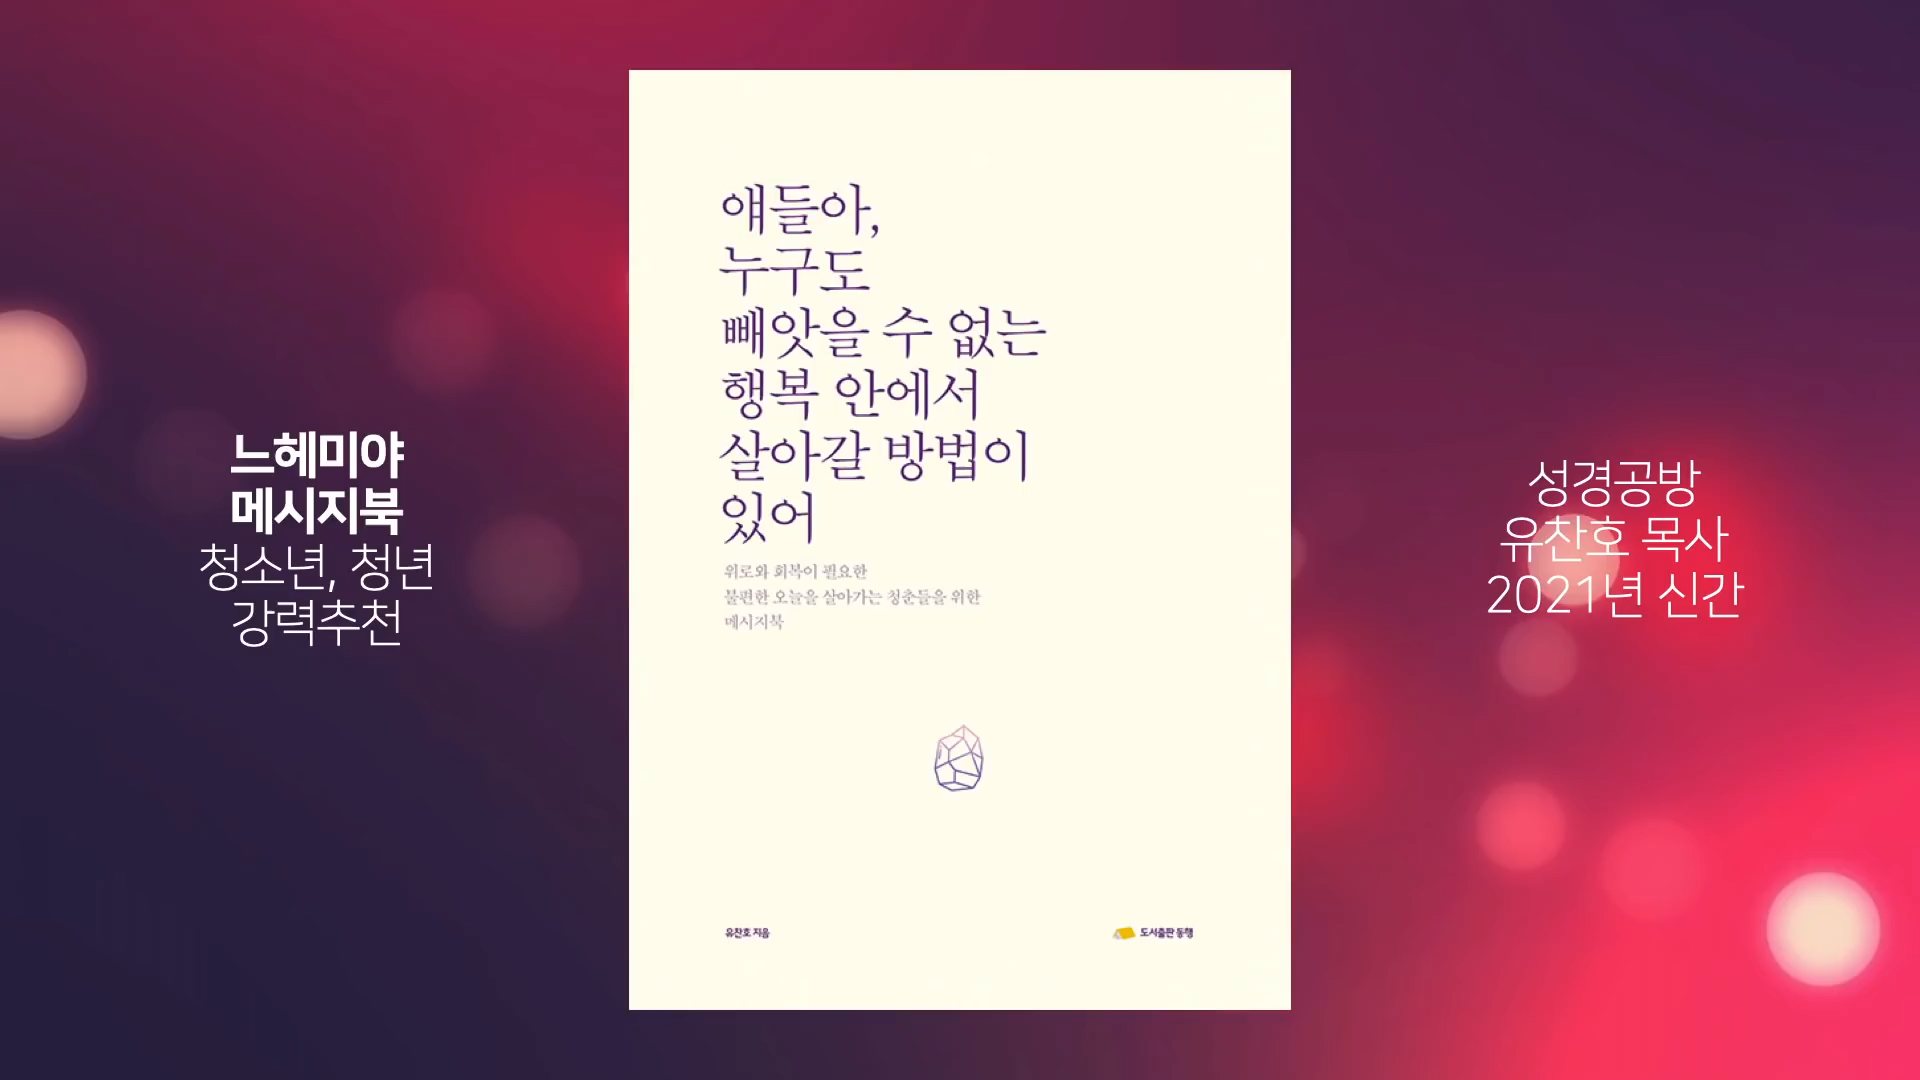 느헤미야
메시지북
청소년, 청년
강력추천
얘들아,
누구도
빼앗을 수 없는
행복 안에서
살아갈 방법이
있어
위로와 회복이 필요한
불편한 오늘을 살아가는 청춘들을 위한
메시지북
유찬호 지음
도서출판 동행
성경공방
유찬호 목사
2021년 신간